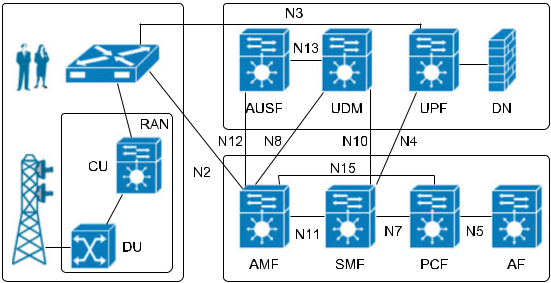 N3
N13
AUSF
UDM
UPF
DN
RAN
CU
N12
N8
N10
N4
N2
N15
DU
N11
N7
N5
AMF
SMF
PCF
AF